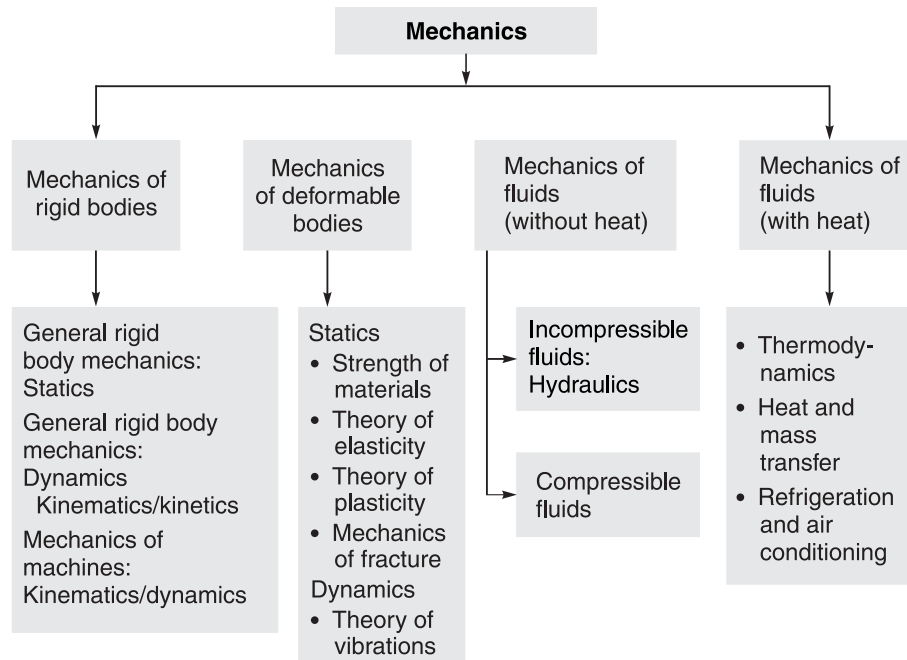 Mechanics
Mechanics of
rigid bodies
Mechanics
of deformable
bodies
Mechanics of
fluids
(without heat)
Mechanics of
fluids
(with heat)
General rigid
body mechanics:
Statics
General rigid body
mechanics:
Dynamics
Kinematics/kinetics
Mechanics of
machines:
Kinematics/dynamics
Statics
• Strength of
materials
• Theory of
elasticity
• Theory of
plasticity
• Mechanics
of fracture
Dynamics
• Theory of
vibrations
Incompressible
fluids:
Hydraulics
Compressible
fluids
• Thermody-
namics
• Heat and
mass
transfer
• Refrigeration
and air
conditioning